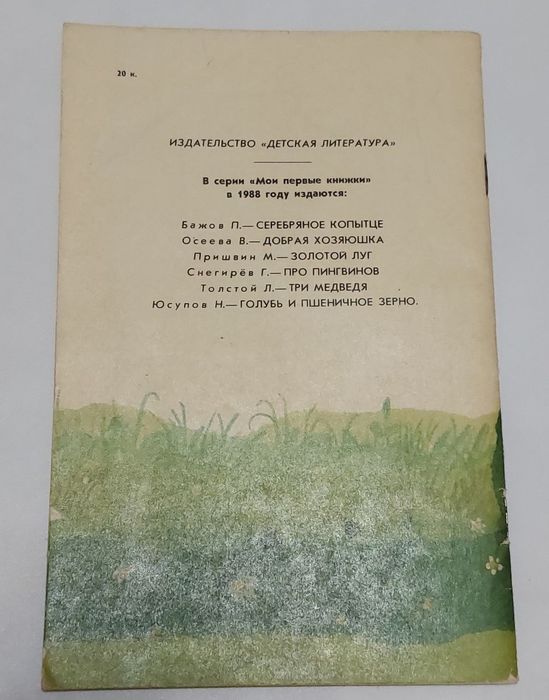 20 к.
ИЗДАТЕЛЬСТВО «ДЕТСКАЯ ЛИТЕРАТУРА»
В серии «Мои первые книжки»
в 1988 году издаются:
Бажов П.— СЕРЕБРЯНОЕ КОПЫТЦЕ
Осеева В.— ДОБРАЯ ХОЗЯЮШКА
Пришвин М.— ЗОЛОТОЙ ЛУГ
Снегирёв Г.— ПРО ПИНГВИНОВ
Толстой Л.— ТРИ МЕДВЕДЯ
Юсупов Н.— ГОЛУБЬ И ПШЕНИЧНОЕ ЗЕРНО.